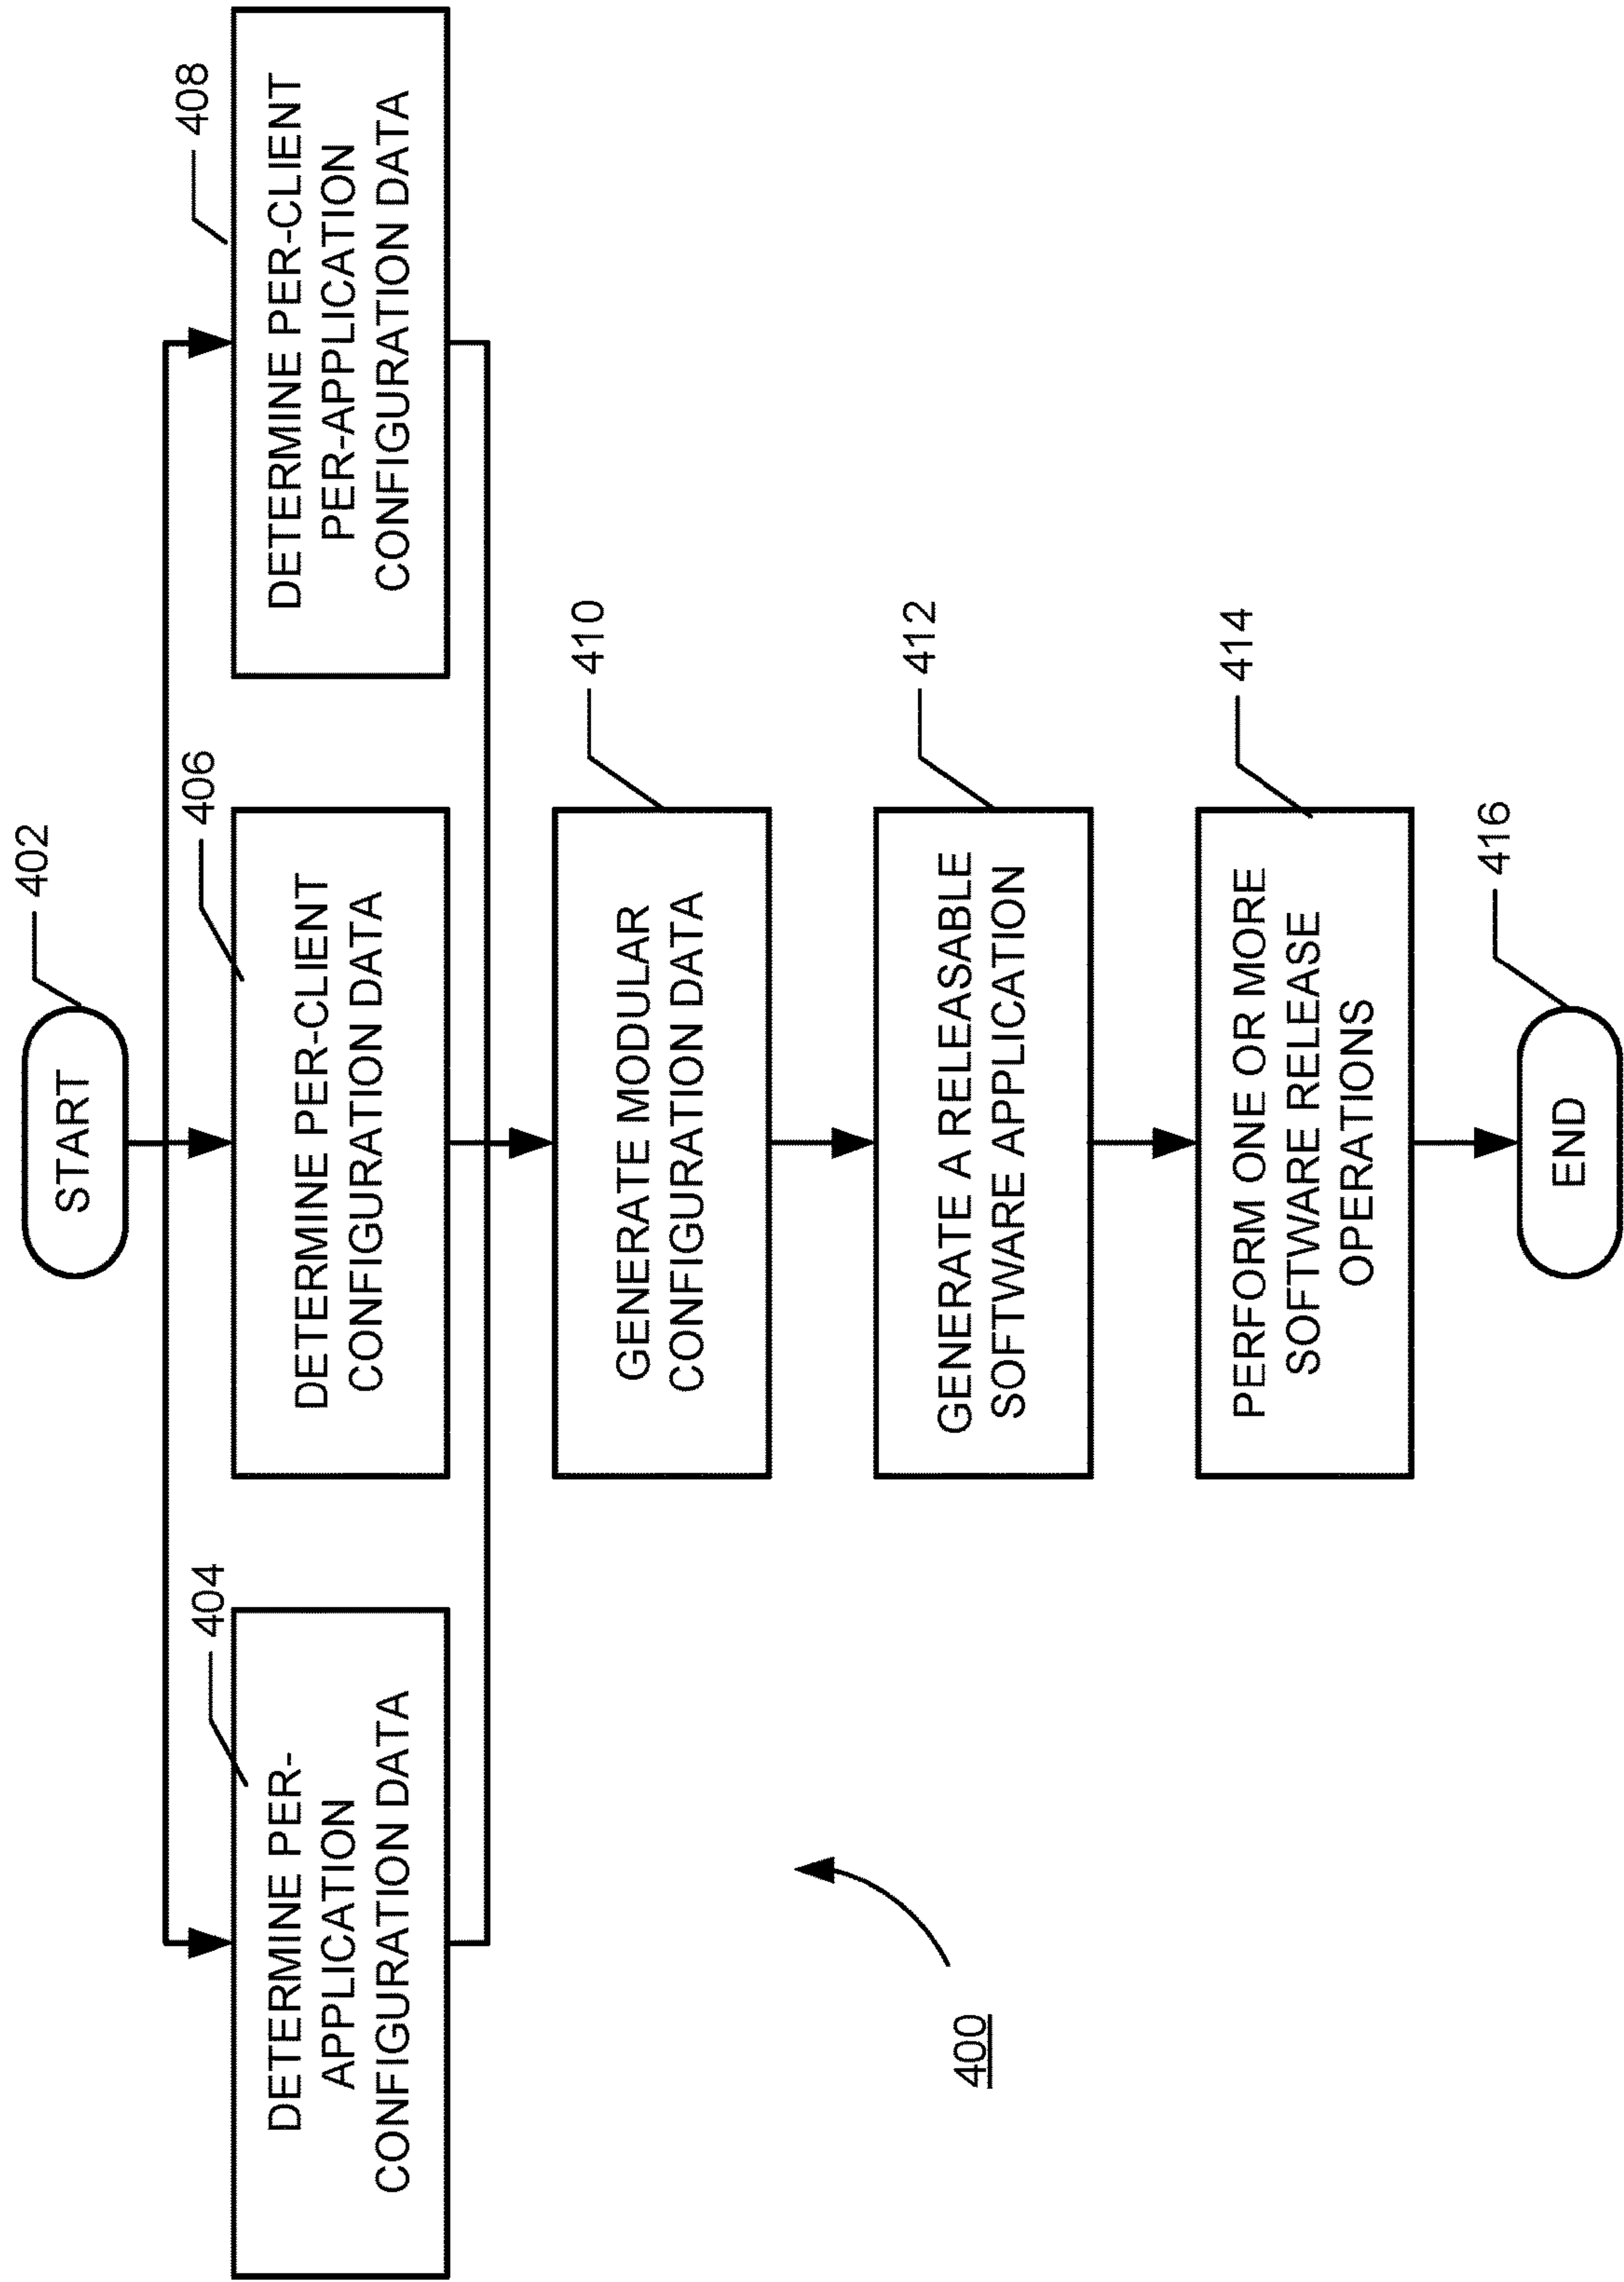 402
START
404
DETERMINE PER-
APPLICATION
CONFIGURATION DATA
406
DETERMINE PER-CLIENT
CONFIGURATION DATA
408
DETERMINE PER-CLIENT
PER-APPLICATION
CONFIGURATION DATA
410
GENERATE MODULAR
CONFIGURATION DATA
412
GENERATE A RELEASABLE
SOFTWARE APPLICATION
414
PERFORM ONE OR MORE
SOFTWARE RELEASE
OPERATIONS
416
END
400